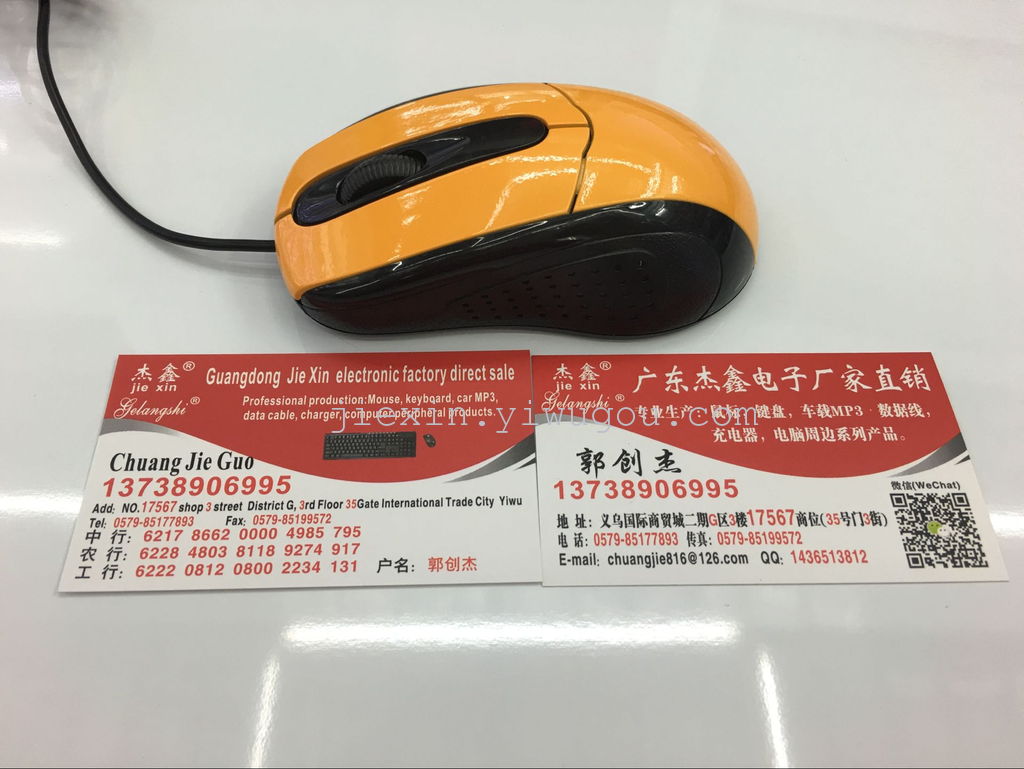 杰鑫®
jie xin
Gelangshi®
Guangdong Jie Xin electronic factory direct sale
Professional production:Mouse, keybqard, car MP3,
data cable, charger, computer peripheral products.
Chuang Jie Guo
13738906995
Add: NO.17567 shop 3 street District G, 3rd Floor 35Gate International Trade City Yiwu
Tel: 0579-85177893 Fax: 0579-85199572
中 行: 6217 8662 0000 4985 795
农 行: 6228 4803 8118 9274 917
工 行: 6222 0812 0800 2234 131 户名: 郭创杰
杰鑫®
jie xin
Gelangshi®
广东杰鑫电子厂家直销
专业生产: 鼠标, 键盘, 车载MP3, 数据线,
充电器, 电脑周边系列产品。
郭创杰
13738906995
微信(WeChat)
地 址: 义乌国际商贸城二期G区3楼17567商位(35号门3街)
电 话: 0579-85177893 传真: 0579-85199572
E-mail: chuangjie816@126.com QQ: 1436513812
jiexin.yiwugou.com